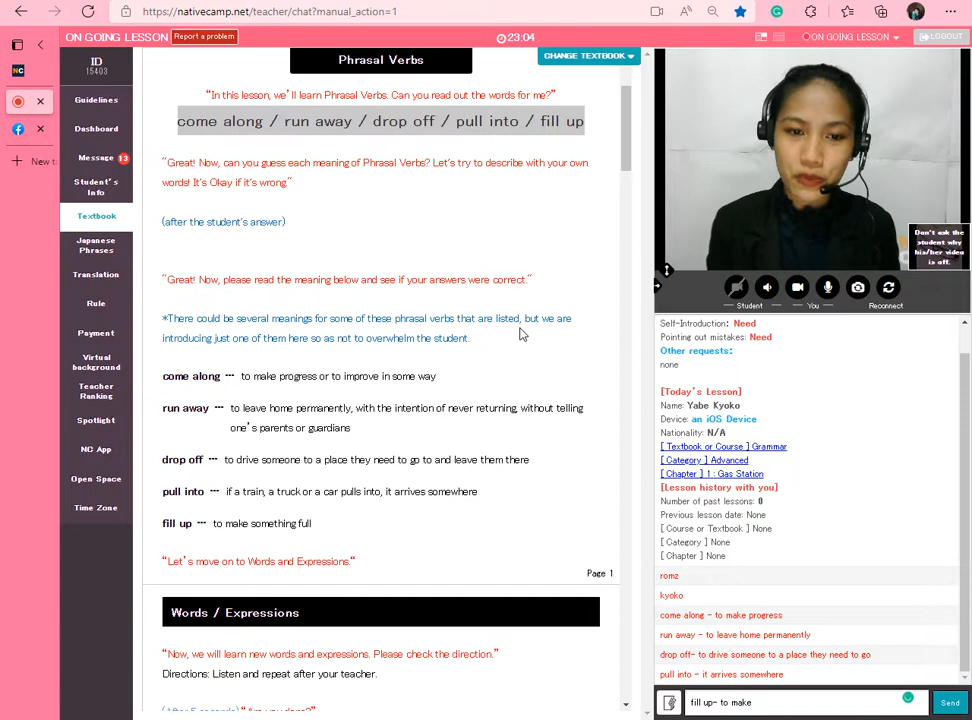 https://nativecamp.net/teacher/chat?manual_action=1
ON GOING LESSON
Report a problem
23:04
ON GOING LESSON
LOGOUT
NC
New t
ID
15403
Guidelines
Dashboard
Message 13
Student's
Info
Textbook
Japanese
Phrases
Translation
Rule
Payment
Virtual
background
Teacher
Ranking
Spotlight
NC App
Open Space
Time Zone
CHANGE TEXTBOOK
Phrasal Verbs
"In this lesson, we'll learn Phrasal Verbs. Can you read out the words for me?"
come along / run away / drop off / pull into / fill up
"Great! Now, can you guess each meaning of Phrasal Verbs? Let's try to describe with your own
words! It's Okay if it's wrong."
(after the student's answer)
"Great! Now, please read the meaning below and see if your answers were correct."
*There could be several meanings for some of these phrasal verbs that are listed, but we are
introducing just one of them here so as not to overwhelm the student.
come along … to make progress or to improve in some way
run away … to leave home permanently, with the intention of never returning, without telling
one's parents or guardians
drop off … to drive someone to a place they need to go to and leave them there
pull into … if a train, a truck or a car pulls into, it arrives somewhere
fill up … to make something full
"Let's move on to Words and Expressions."
Page 1
Words / Expressions
"Now, we will learn new words and expressions. Please check the direction."
Directions: Listen and repeat after your teacher.
(After 5 seconds) "Are you done?"
Don't ask the
student why
his/her video
is off.
Student
You
Reconnect
Self-Introduction: Need
Pointing out mistakes: Need
Other requests:
none
[Today's Lesson]
Name: Yabe Kyoko
Device: an iOS Device
Nationality: N/A
[ Textbook or Course ] Grammar
[ Category ] Advanced
[ Chapter ] 1 : Gas Station
[Lesson history with you]
Number of past lessons: 0
Previous lesson date: None
[ Course or Textbook ] None
[ Category ] None
[ Chapter ] None
romz
kyoko
come along - to make progress
run away - to leave home permanently
drop off- to drive someone to a place they need to go
pull into - it arrives somewhere
fill up- to make
Send